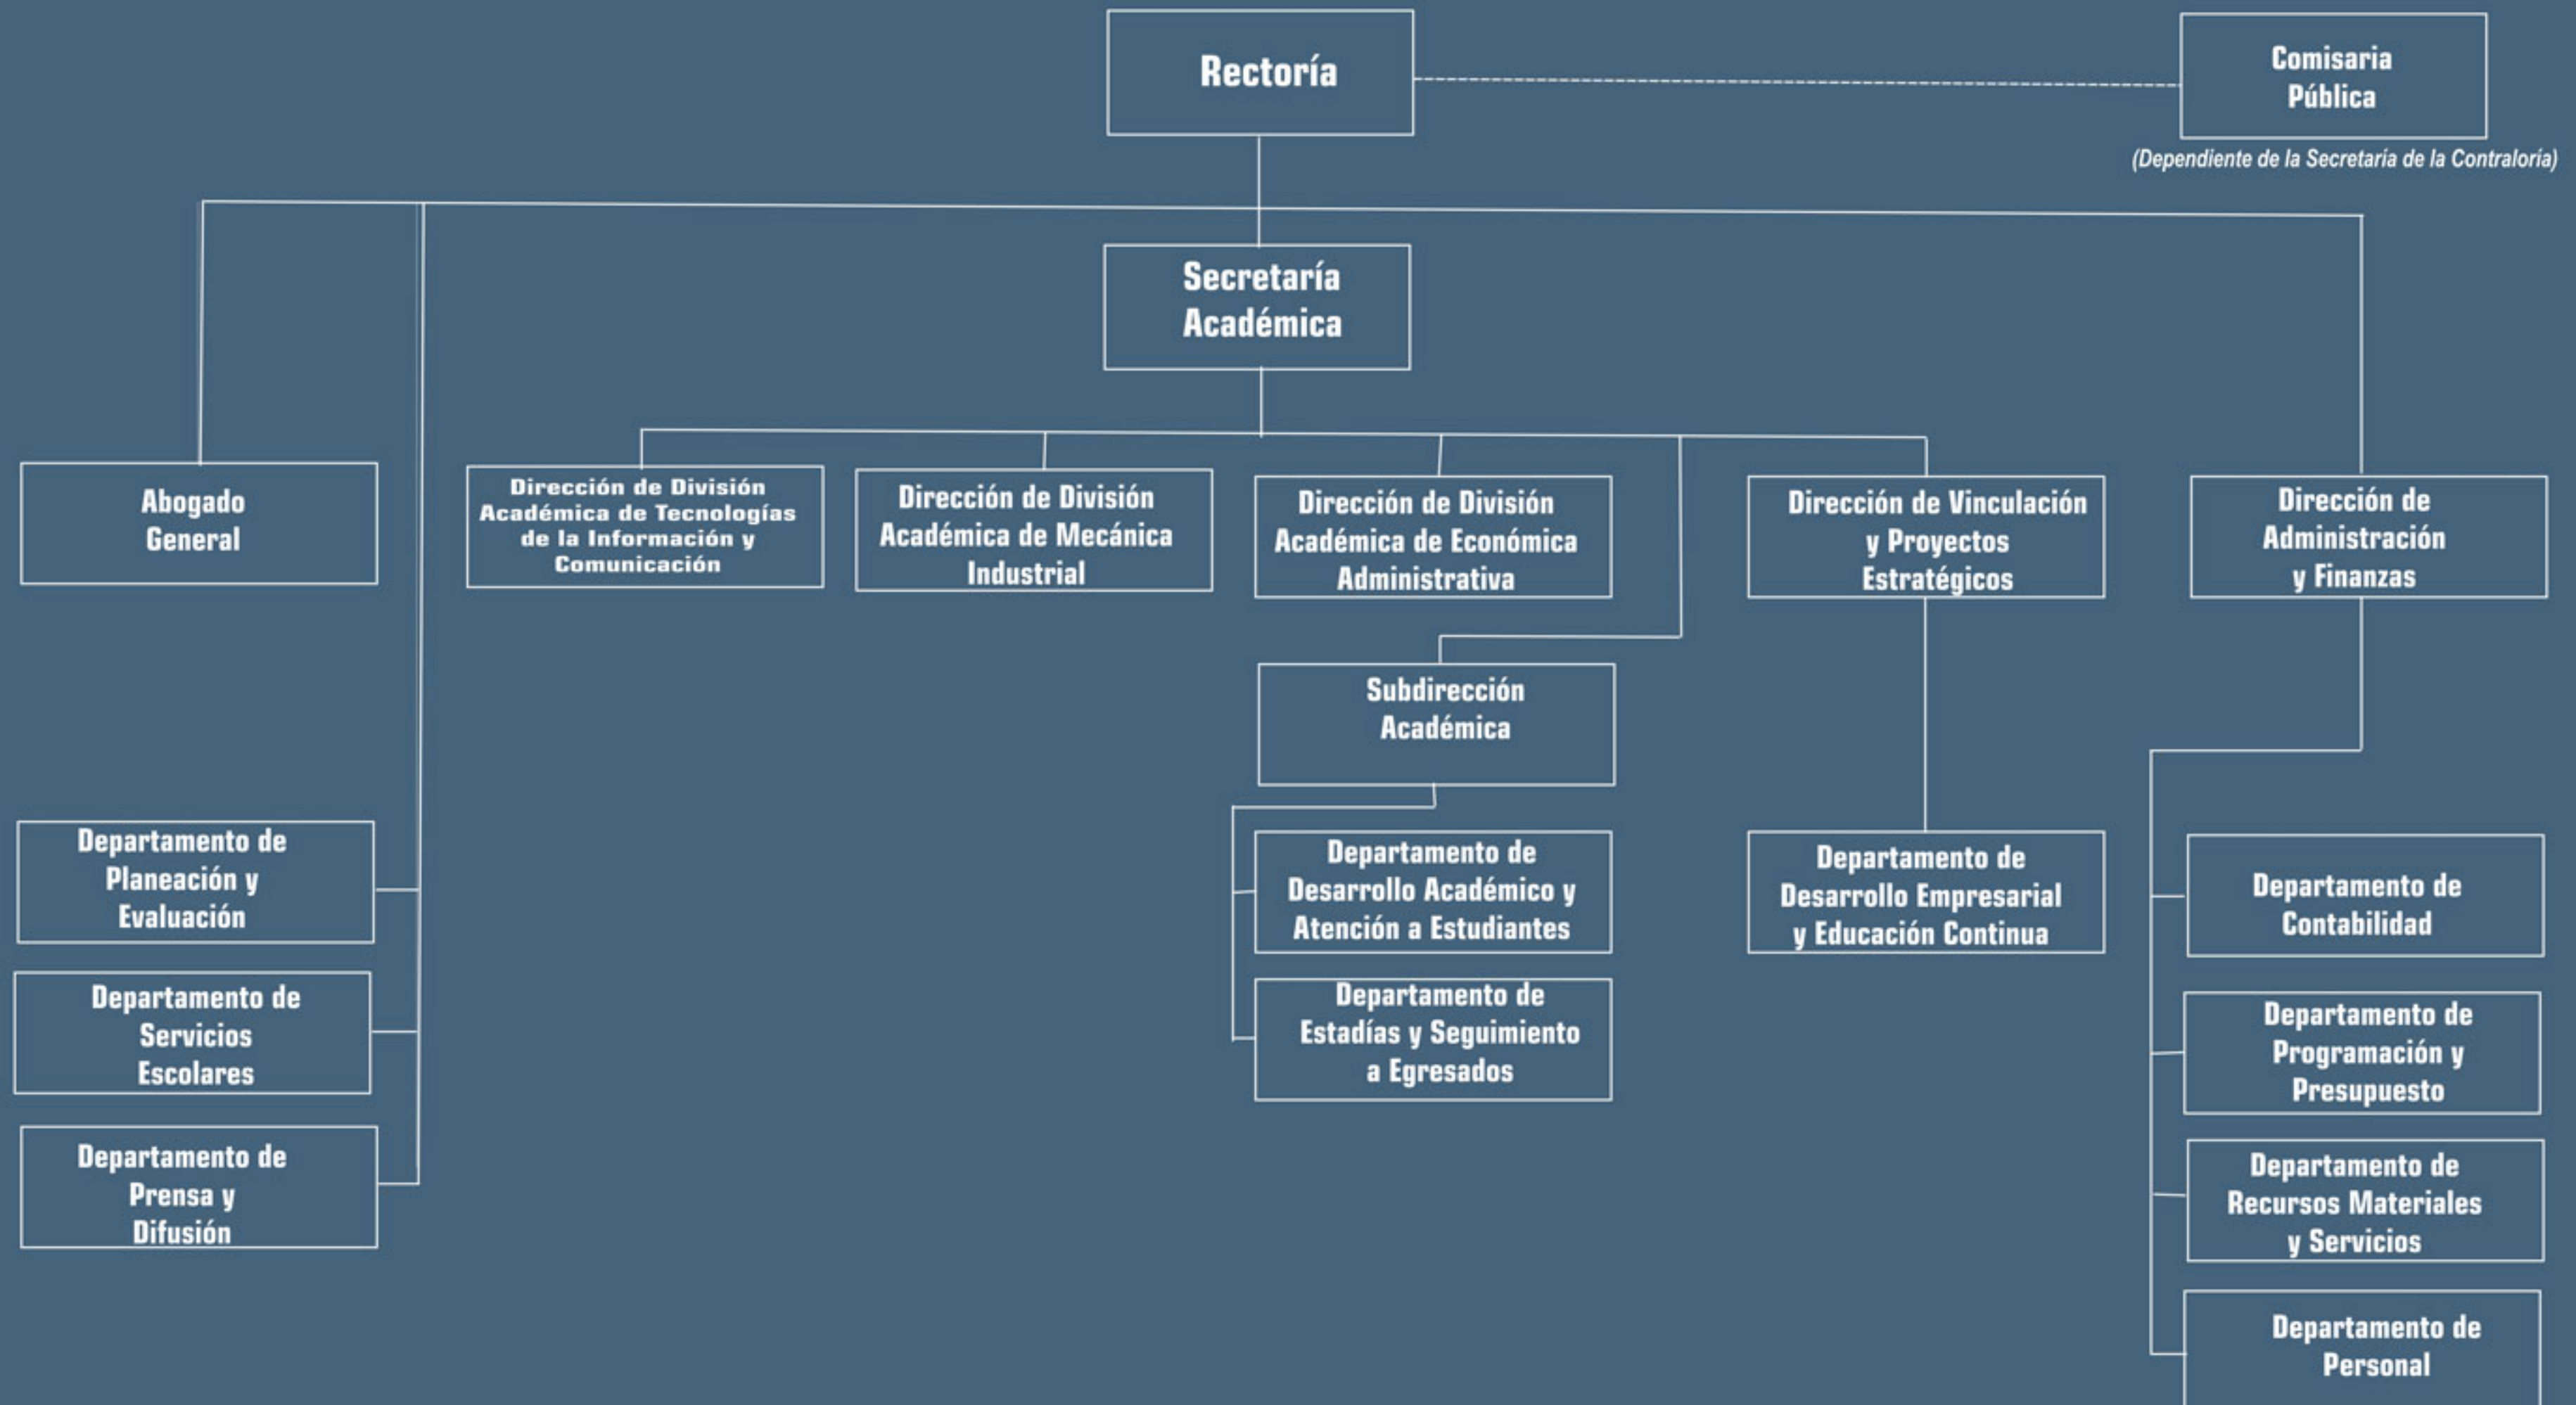 Rectoría
Comisaria
Pública
(Dependiente de la Secretaría de la Contraloría)
Secretaría
Académica
Abogado
General
Dirección de División
Académica de Tecnologías
de la Información y
Comunicación
Dirección de División
Académica de Mecánica
Industrial
Dirección de División
Académica de Económica
Administrativa
Dirección de Vinculación
y Proyectos
Estratégicos
Dirección de
Administración
y Finanzas
Subdirección
Académica
Departamento de
Planeación y
Evaluación
Departamento de
Servicios
Escolares
Departamento de
Prensa y
Difusión
Departamento de
Desarrollo Académico y
Atención a Estudiantes
Departamento de
Estadías y Seguimiento
a Egresados
Departamento de
Desarrollo Empresarial
y Educación Continua
Departamento de
Contabilidad
Departamento de
Programación y
Presupuesto
Departamento de
Recursos Materiales
y Servicios
Departamento de
Personal